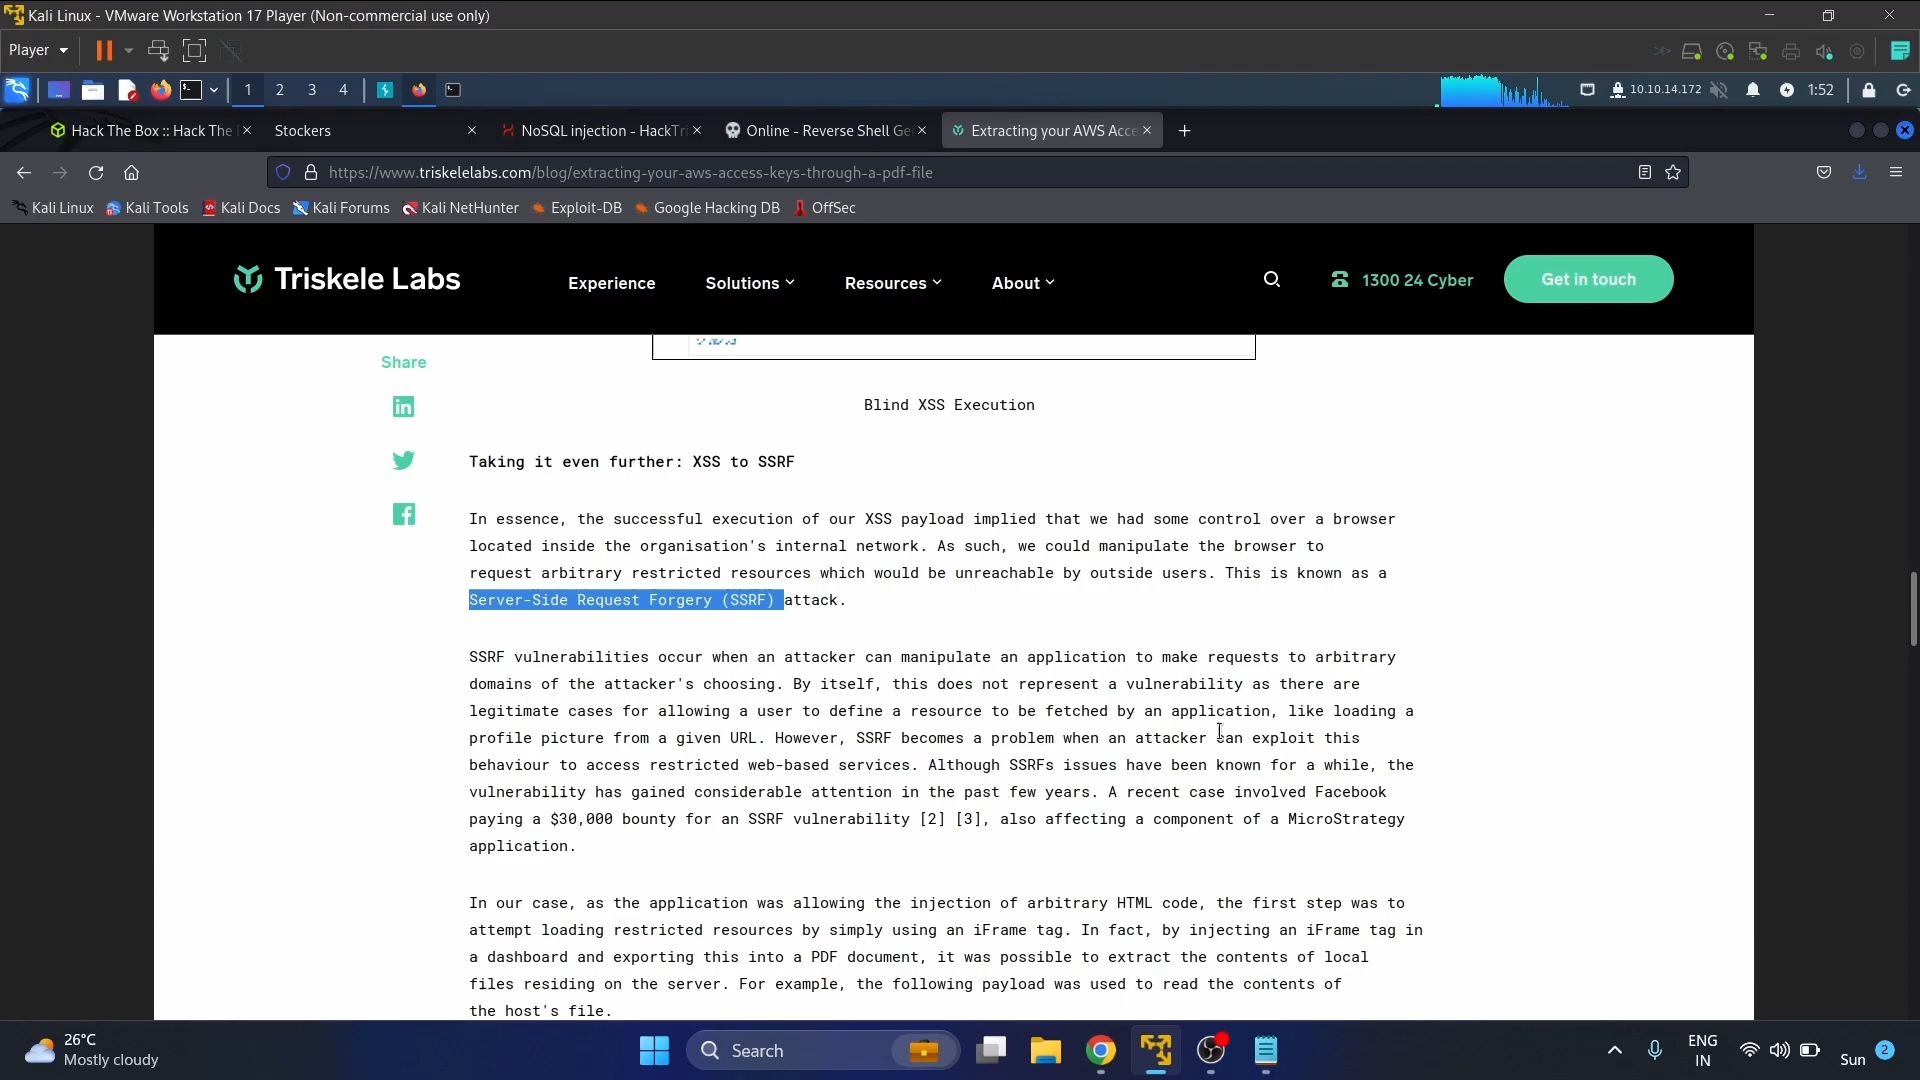 Kali Linux - VMware Workstation 17 Player (Non-commercial use only)
Player
1 2 3 4
10.10.14.172
1:52
Hack The Box :: Hack The
Stockers
NoSQL injection - HackTri
Online - Reverse Shell Ge
Extracting your AWS Acce
https://www.triskelelabs.com/blog/extracting-your-aws-access-keys-through-a-pdf-file
Kali Linux
Kali Tools
Kali Docs
Kali Forums
Kali NetHunter
Exploit-DB
Google Hacking DB
OffSec
Triskele Labs
Experience
Solutions
Resources
About
1300 24 Cyber
Get in touch
Share
Blind XSS Execution
Taking it even further: XSS to SSRF
In essence, the successful execution of our XSS payload implied that we had some control over a browser
located inside the organisation's internal network. As such, we could manipulate the browser to
request arbitrary restricted resources which would be unreachable by outside users. This is known as a
Server-Side Request Forgery (SSRF) attack.
SSRF vulnerabilities occur when an attacker can manipulate an application to make requests to arbitrary
domains of the attacker's choosing. By itself, this does not represent a vulnerability as there are
legitimate cases for allowing a user to define a resource to be fetched by an application, like loading a
profile picture from a given URL. However, SSRF becomes a problem when an attacker can exploit this
behaviour to access restricted web-based services. Although SSRFs issues have been known for a while, the
vulnerability has gained considerable attention in the past few years. A recent case involved Facebook
paying a $30,000 bounty for an SSRF vulnerability [2] [3], also affecting a component of a MicroStrategy
application.
In our case, as the application was allowing the injection of arbitrary HTML code, the first step was to
attempt loading restricted resources by simply using an iFrame tag. In fact, by injecting an iFrame tag in
a dashboard and exporting this into a PDF document, it was possible to extract the contents of local
files residing on the server. For example, the following payload was used to read the contents of
the host's file.
26°C
Mostly cloudy
Search
ENG
IN
Sun
2